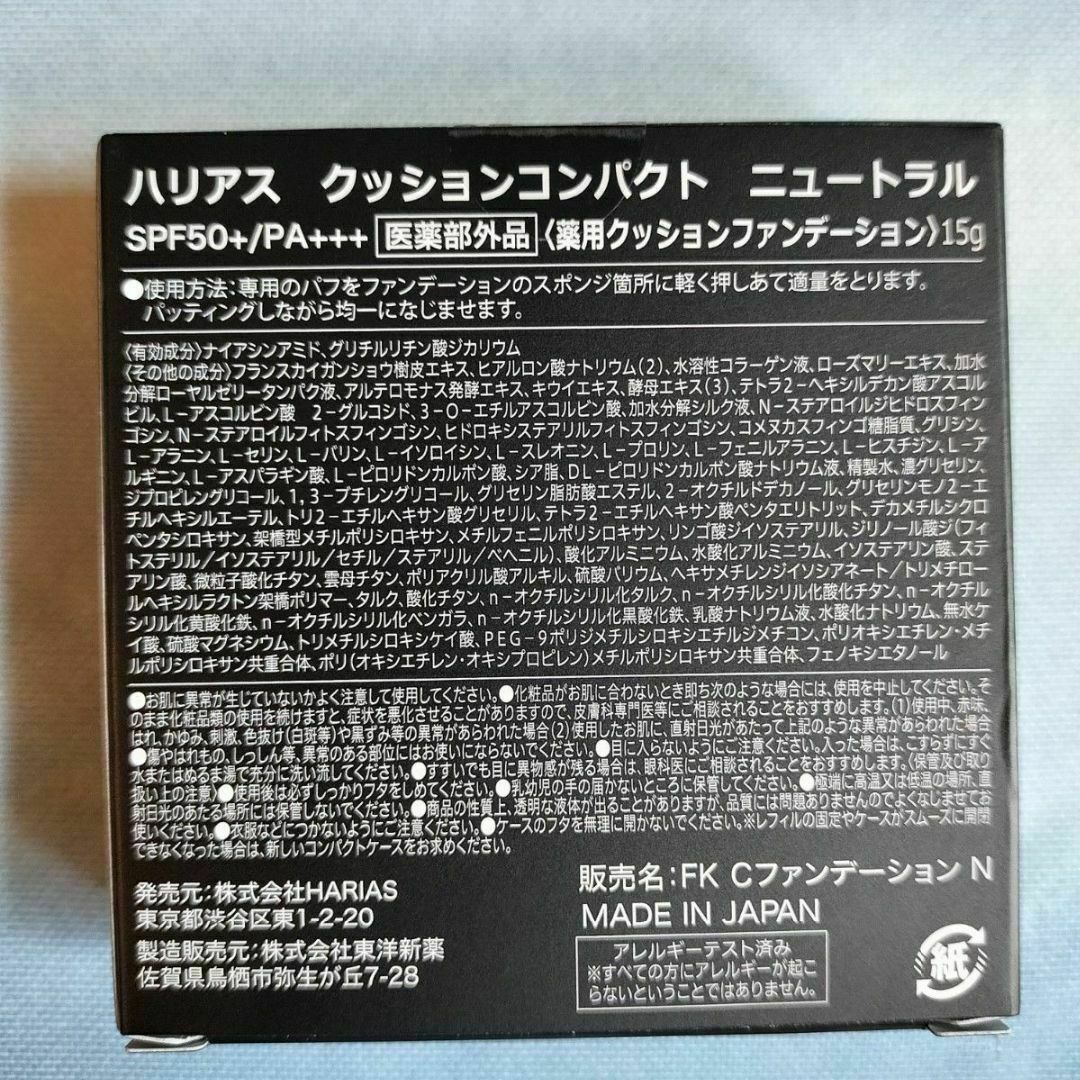 ハリアス クッションコンパクト ニュートラル
SPF50+/PA+++ 医薬部外品 〈薬用クッションファンデーション〉15g
●使用方法:専用のパフをファンデーションのスポンジ箇所に軽く押しあて適量をとります。
パッティングしながら均一になじませます。
〈有効成分〉ナイアシンアミド、グリチルリチン酸ジカリウム
〈その他の成分〉フランスカイガンショウ樹皮エキス、ヒアルロン酸ナトリウム(2)、水溶性コラーゲン液、ローズマリーエキス、加水
分解ローヤルゼリータンパク液、アルテロモナス発酵エキス、キウイエキス、酵母エキス(3)、テトラ2-ヘキシルデカン酸アスコル
ビル、L-アスコルビン酸 2-グルコシド、3-O-エチルアスコルビン酸、加水分解シルク液、N-ステアロイルジヒドロスフィン
ゴシン、N-ステアロイルフィトスフィンゴシン、ヒドロキシステアリルフィトスフィンゴシン、コメヌカスフィンゴ糖脂質、グリシン、
L-アラニン、L-セリン、L-バリン、L-イソロイシン、L-スレオニン、L-プロリン、L-フェニルアラニン、L-ヒスチジン、L-ア
ルギニン、L-アスパラギン酸、L-ピロリドンカルボン酸、シア脂、DL-ピロリドンカルボン酸ナトリウム液、精製水、濃グリセリン、
ジプロピレングリコール、1,3-ブチレングリコール、グリセリン脂肪酸エステル、2-オクチルドデカノール、グリセリンモノ2-エ
チルヘキシルエーテル、トリ2-エチルヘキサン酸グリセリル、テトラ2-エチルヘキサン酸ペンタエリトリット、デカメチルシクロ
ペンタシロキサン、架橋型メチルポリシロキサン、メチルフェニルポリシロキサン、リンゴ酸ジイソステアリル、ジリノール酸ジ(フィ
トステリル/イソステアリル/セチル/ステアリル/ベヘニル)、酸化アルミニウム、水酸化アルミニウム、イソステアリン酸、ステ
アリン酸、微粒子酸化チタン、雲母チタン、ポリアクリル酸アルキル、硫酸バリウム、ヘキサメチレンジイソシアネート/トリメチロー
ルヘキシルラクトン架橋ポリマー、タルク、酸化チタン、n-オクチルシリル化タルク、n-オクチルシリル化酸化チタン、n-オクチル
シリル化黄酸化鉄、n-オクチルシリル化ベンガラ、n-オクチルシリル化黒酸化鉄、乳酸ナトリウム液、水酸化ナトリウム、無水ケ
イ酸、硫酸マグネシウム、トリメチルシロキシケイ酸、PEG-9ポリジメチルシロキシエチルジメチコン、ポリオキシエチレン・メチ
ルポリシロキサン共重合体、ポリ(オキシエチレン・オキシプロピレン)メチルポリシロキサン共重合体、フェノキシエタノール
●お肌に異常が生じていないかよく注意して使用してください。●化粧品がお肌に合わないとき即ち次のような場合には、使用を中止してください。そ
のまま化粧品類の使用を続けますと、症状を悪化させることがありますので、皮膚科専門医等にご相談されることをおすすめします。(1)使用中、赤味、
はれ、かゆみ、刺激、色抜け(白斑等)や黒ずみ等の異常があらわれた場合(2)使用したお肌に、直射日光があたって上記のような異常があらわれた場合
●傷やはれもの、しっしん等、異常のある部位にはお使いにならないでください。●目に入らないようにご注意ください。入った場合は、こすらずにすぐ
水またはぬるま湯で充分に洗い流してください。●すすいでも目に異物感が残る場合は、眼科医にご相談されることをおすすめします。〈保管及び取り
扱い上の注意〉●使用後は必ずしっかりフタをしめてください。●乳幼児の手の届かないところに保管してください。●極端に高温又は低温の場所、直
射日光のあたる場所には保管しないでください。●商品の性質上、透明な液体が出ることがありますが、品質には問題ありませんのでよくなじませてお
使いください。●衣服などにつかないようにご注意ください。●ケースのフタを無理に開かないでください。※レフィルの固定やケースがスムーズに開閉
できなくなった場合は、新しいコンパクトケースをお求めください。
発売元:株式会社HARIAS
東京都渋谷区東1-2-20
製造販売元:株式会社東洋新薬
佐賀県鳥栖市弥生が丘7-28
販売名:FK CファンデーションN
MADE IN JAPAN
アレルギーテスト済み
※すべての方にアレルギーが起こ
らないということではありません。
紙